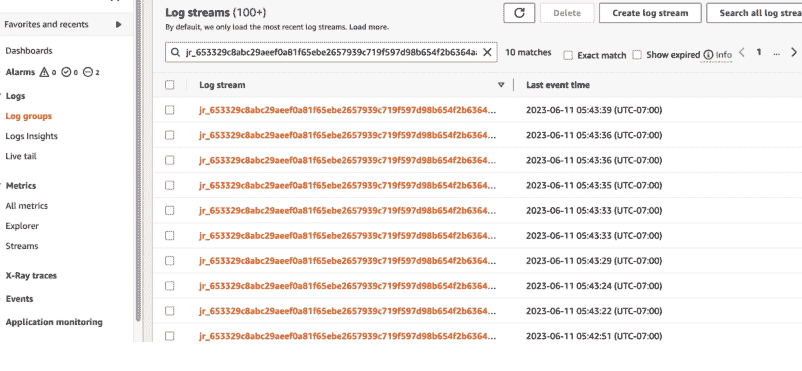 Favorites and recents
Dashboards
Alarms 0 0 2
Logs
Log groups
Logs Insights
Live tail
Metrics
All metrics
Explorer
Streams
X-Ray traces
Events
Application monitoring
Log streams (100+)
By default, we only load the most recent log streams. Load more.
Delete
Create log stream
Search all log strea
jr_653329c8abc29aeef0a81f65ebe2657939c719f597d98b654f2b6364a
10 matches
Exact match
Show expired
Info
1 ...
Log stream Last event time
jr_653329c8abc29aeef0a81f65ebe2657939c719f597d98b654f2b6364... 2023-06-11 05:43:39 (UTC-07:00)
jr_653329c8abc29aeef0a81f65ebe2657939c719f597d98b654f2b6364... 2023-06-11 05:43:36 (UTC-07:00)
jr_653329c8abc29aeef0a81f65ebe2657939c719f597d98b654f2b6364... 2023-06-11 05:43:36 (UTC-07:00)
jr_653329c8abc29aeef0a81f65ebe2657939c719f597d98b654f2b6364... 2023-06-11 05:43:35 (UTC-07:00)
jr_653329c8abc29aeef0a81f65ebe2657939c719f597d98b654f2b6364... 2023-06-11 05:43:33 (UTC-07:00)
jr_653329c8abc29aeef0a81f65ebe2657939c719f597d98b654f2b6364... 2023-06-11 05:43:33 (UTC-07:00)
jr_653329c8abc29aeef0a81f65ebe2657939c719f597d98b654f2b6364... 2023-06-11 05:43:29 (UTC-07:00)
jr_653329c8abc29aeef0a81f65ebe2657939c719f597d98b654f2b6364... 2023-06-11 05:43:24 (UTC-07:00)
jr_653329c8abc29aeef0a81f65ebe2657939c719f597d98b654f2b6364... 2023-06-11 05:43:22 (UTC-07:00)
jr_653329c8abc29aeef0a81f65ebe2657939c719f597d98b654f2b6364... 2023-06-11 05:42:51 (UTC-07:00)